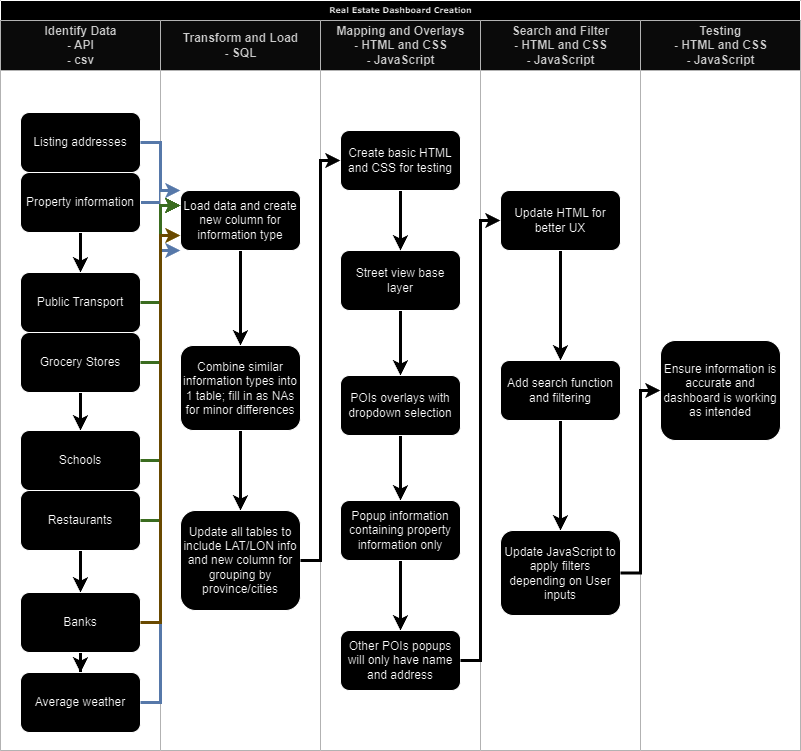 Real Estate Dashboard Creation
Identify Data
- API
- csv
Transform and Load
- SQL
Mapping and Overlays
- HTML and CSS
- JavaScript
Search and Filter
- HTML and CSS
- JavaScript
Testing
- HTML and CSS
- JavaScript
Listing addresses
Property information
Public Transport
Grocery Stores
Schools
Restaurants
Banks
Average weather
Load data and create
new column for
information type
Combine similar
information types into
1 table; fill in as NAs
for minor differences
Update all tables to
include LAT/LON info
and new column for
grouping by
province/cities
Create basic HTML
and CSS for testing
Street view base
layer
POIs overlays with
dropdown selection
Popup information
containing property
information only
Other POIs popups
will only have name
and address
Update HTML for
better UX
Add search function
and filtering
Update JavaScript to
apply filters
depending on User
inputs
Ensure information is
accurate and
dashboard is working
as intended